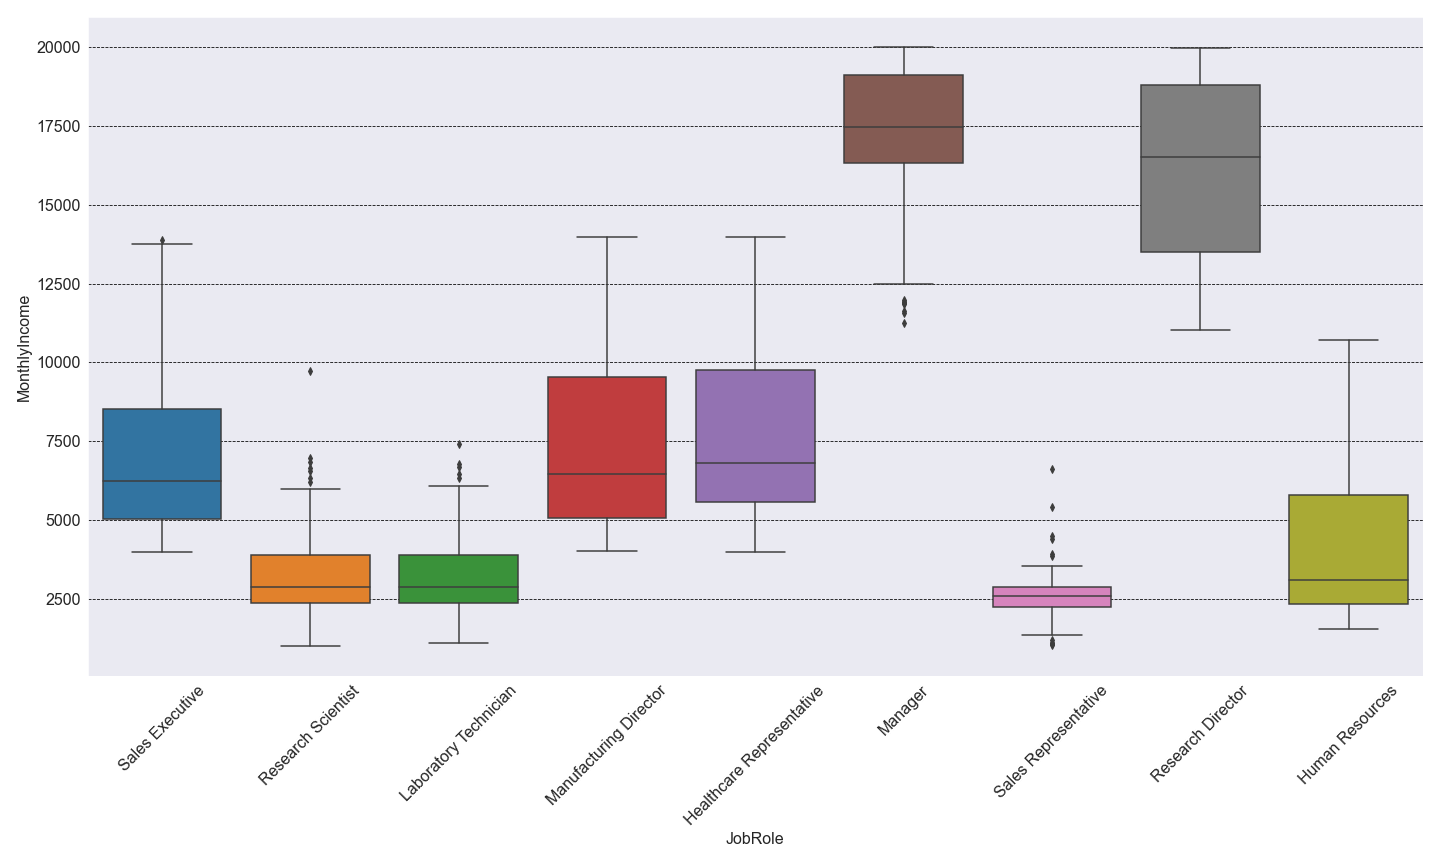 20000
17500
15000
12500
10000
7500
5000
2500
MonthlyIncome
Sales Executive
Research Scientist
Laboratory Technician
Manufacturing Director
Healthcare Representative
Manager
Sales Representative
Research Director
Human Resources
JobRole